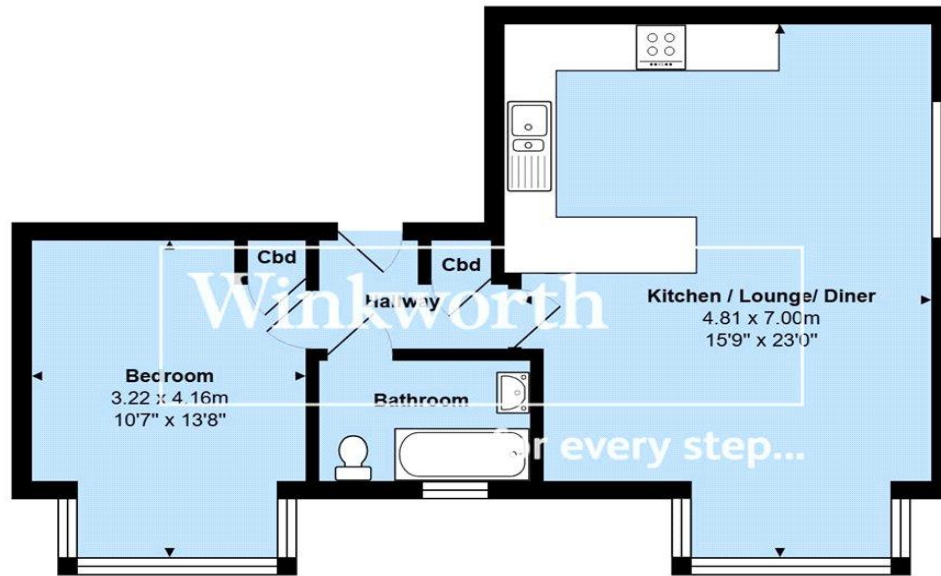 Cbd
Cbd
Winkworth
Hallway
Kitchen / Lounge/ Diner
4.81 x 7.00m
15'9" x 23'0"
Bedroom
3.22 x 4.16m
10'7" x 13'8"
Bathroom
for every step...